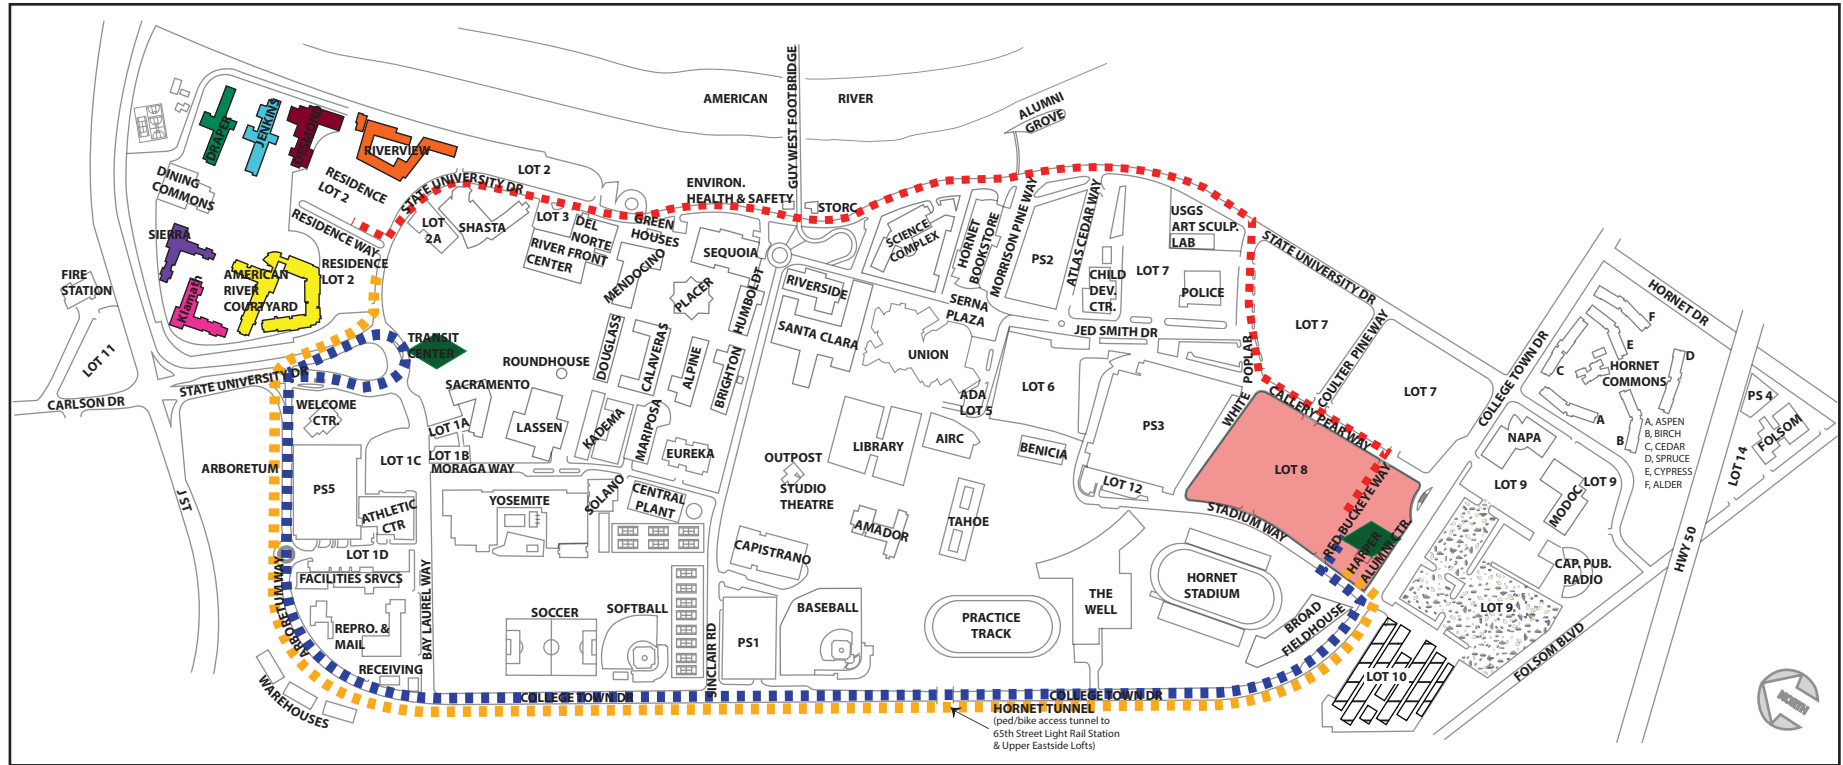 AMERICAN
RIVER
GUY WEST FOOTBRIDGE
ALUMNI
GROVE
DRAPER
JENKINS
DESMOND
RIVERVIEW
DINING
COMMONS
RESIDENCE
LOT 2
STATE UNIVERSITY DR
LOT 2
ENVIRON.
HEALTH & SAFETY
STORC
RESIDENCE WAY
LOT
2A
SHASTA
LOT 3
DEL
NORTE
GREEN
HOUSES
RIVER FRONT
CENTER
MENDOCINO
SEQUOIA
SCIENCE
COMPLEX
HORNET
BOOKSTORE
MORRISON PINE WAY
PS2
ATLAS CEDAR WAY
USGS
ART SCULP.
LAB
STATE UNIVERSITY DR
SIERRA
AMERICAN
RIVER
COURTYARD
RESIDENCE
LOT 2
Klamath
FIRE
STATION
LOT 11
CARLSON DR
STATE UNIVERSITY DR
J ST
TRANSIT
CENTER
ROUNDHOUSE
DOUGLASS
PLACER
HUMBOLDT
RIVERSIDE
SANTA CLARA
SERNA
PLAZA
CHILD
DEV.
CTR.
LOT 7
POLICE
JED SMITH DR
LOT 7
COULTER PINEWAY
LOT 7
COLLEGE TOWN DR
HORNET DR
F
E
D
C
HORNET
COMMONS
A
B
A, ASPEN
B, BIRCH
C, CEDAR
D, SPRUCE
E, CYPRESS
F, ALDER
PS 4
FOLSOM
LOT 14
HWY 50
WELCOME
CTR.
SACRAMENTO
LASSEN
CALAVERAS
ALPINE
BRIGHTON
KADEMA
MARIPOSA
EUREKA
UNION
ADA
LOT 5
LOT 6
WHITE POPLAR
CALLERY PEAR WAY
PS3
LOT 8
NAPA
LOT 9
MODOC
LOT 9
ARBORETUM
LOT 1A
LOT 1B
LOT 1C
MORAGA WAY
PS5
ATHLETIC
CTR
YOSEMITE
SOLANO
CENTRAL
PLANT
OUTPOST
STUDIO
THEATRE
LIBRARY
AIRC
BENICIA
LOT 12
STADIUM WAY
RED BUCKEYE WAY
HARPER
ALUMNI CTR.
LOT 1D
FACILITIES SRVCS
ARBORETUM WAY
BAY LAUREL WAY
CAPISTRANO
AMADOR
TAHOE
HORNET
STADIUM
CAP. PUB.
RADIO
LOT 9
REPRO. &
MAIL
RECEIVING
WAREHOUSES
SOCCER
SOFTBALL
SINCLAIR RD
PS1
BASEBALL
PRACTICE
TRACK
THE
WELL
BROAD
FIELDHOUSE
LOT 10
FOLSOM BLVD
COLLEGE TOWN DR
COLLEGE TOWN DR
HORNET TUNNEL
(ped/bike access tunnel to
65th Street Light Rail Station
& Upper Eastside Lofts)
NORTH